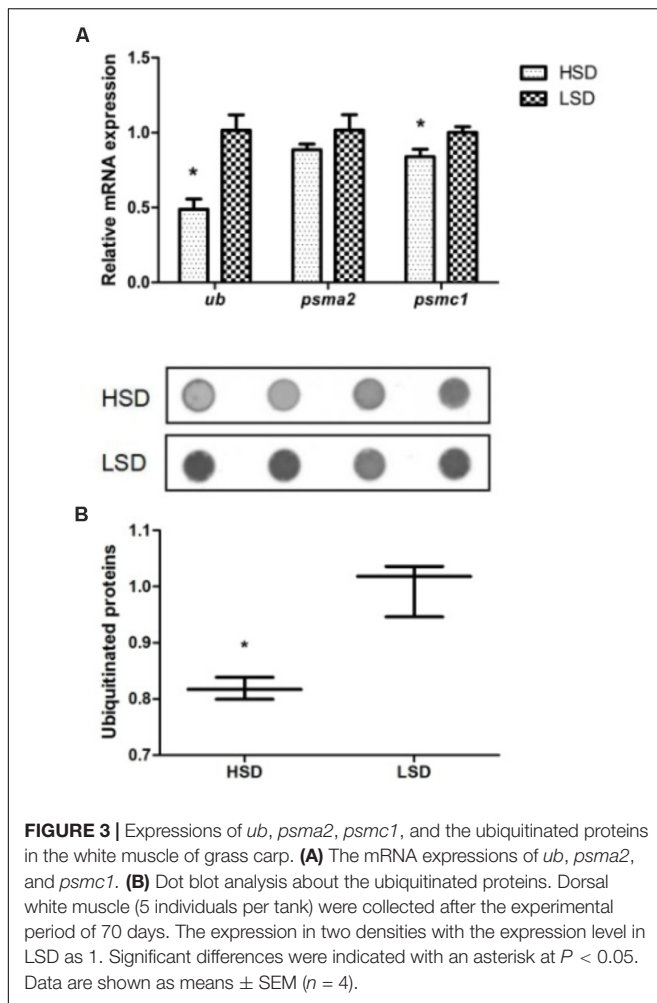 A
Relative mRNA expression
1.5
1.0
0.5
0.0
HSD
LSD
*
*
ub psma2 psmc1
HSD
LSD
B
Ubiquitinated proteins
1.1
1.0
0.9
0.8
0.7
*
HSD LSD
FIGURE 3 | Expressions of ub, psma2, psmc1, and the ubiquitinated proteins
in the white muscle of grass carp. (A) The mRNA expressions of ub, psma2,
and psmc1. (B) Dot blot analysis about the ubiquitinated proteins. Dorsal
white muscle (5 individuals per tank) were collected after the experimental
period of 70 days. The expression in two densities with the expression level in
LSD as 1. Significant differences were indicated with an asterisk at P < 0.05.
Data are shown as means ± SEM (n = 4).